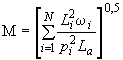 M = [∑_{i=1}^{N} (L_i^2 ω_i) / (p_i^2 L_a)]^{0,5}